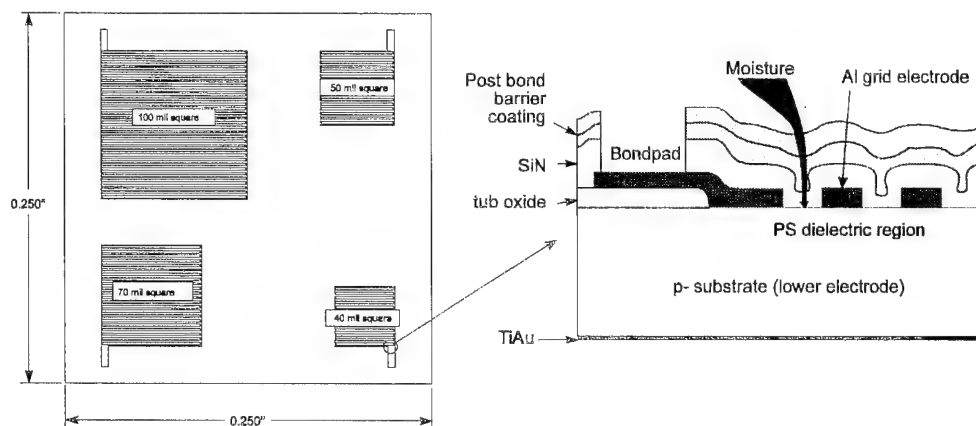 100 mil square
50 mil square
70 mil square
40 mil square
0.250"
0.250"
Post bond
barrier
coating
SiN
tub oxide
TiAu
Moisture
Bondpad
Al grid electrode
PS dielectric region
p- substrate (lower electrode)